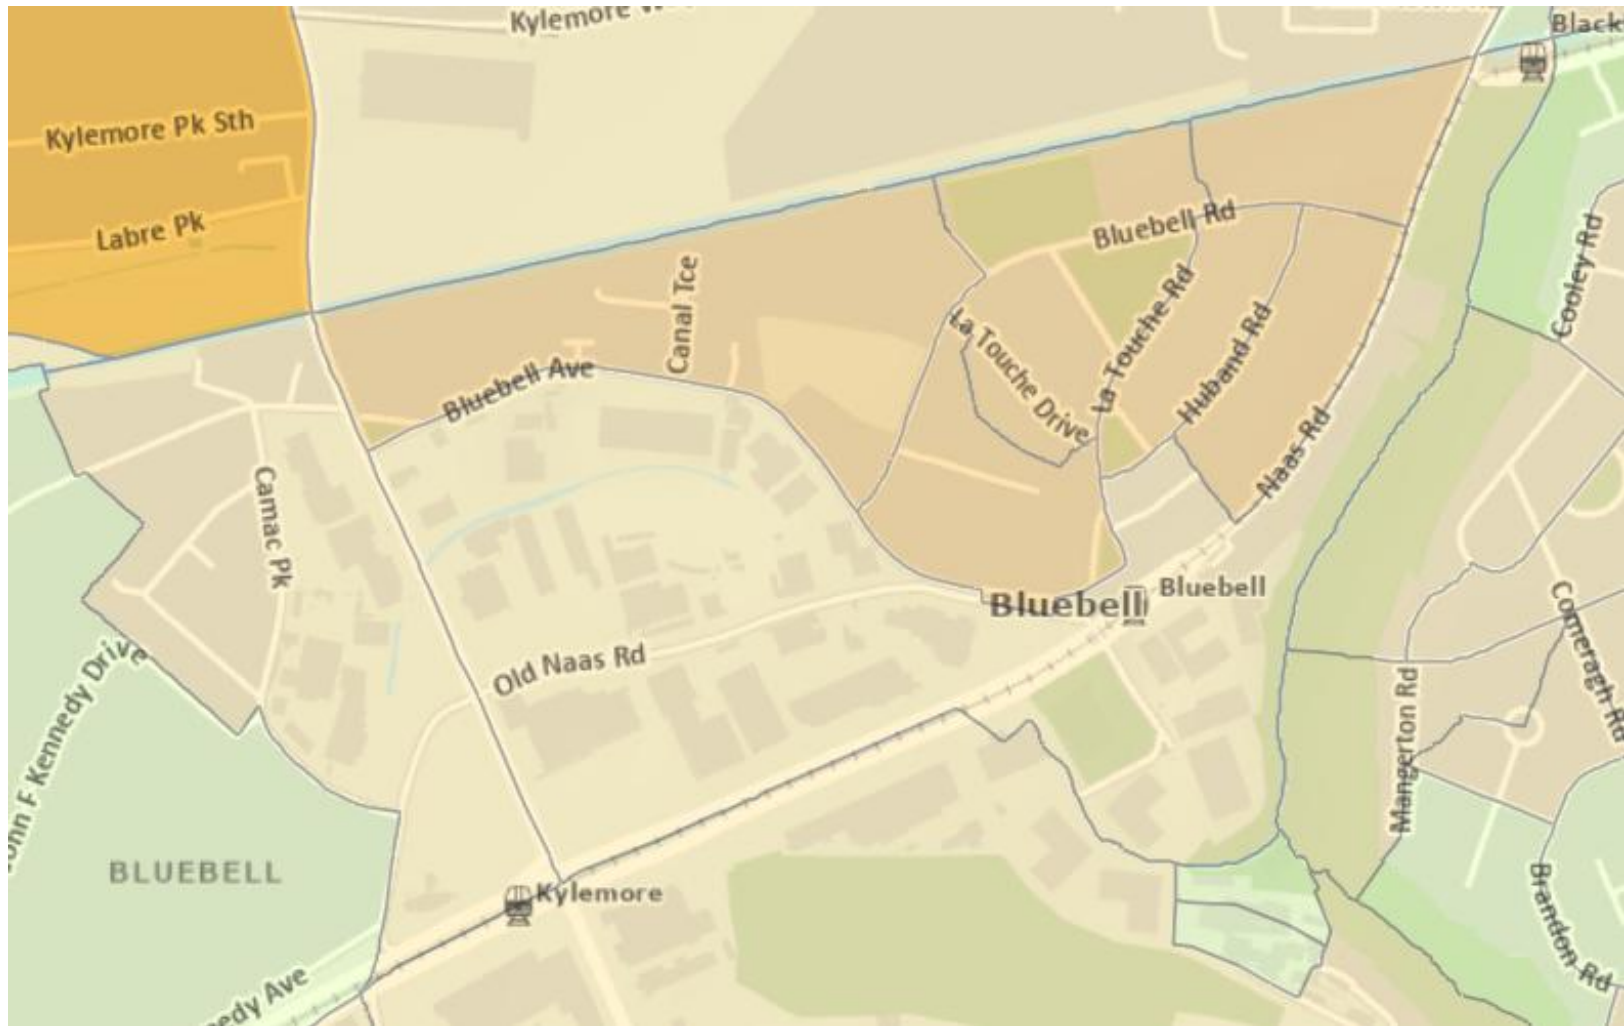 Kylemore
Black
Kylemore Pk Sth
Labre Pk
Canal Tce
Bluebell Rd
Cooley Rd
La Touche Rd
La Touche Drive
Huband Rd
Bluebell Ave
Naas Rd
Camac Pk
Bluebell
Bluebell
Old Naas Rd
Comeragh Rd
John F Kennedy Drive
Mangerton Rd
BLUEBELL
Kylemore
Brandon Rd
edy Ave